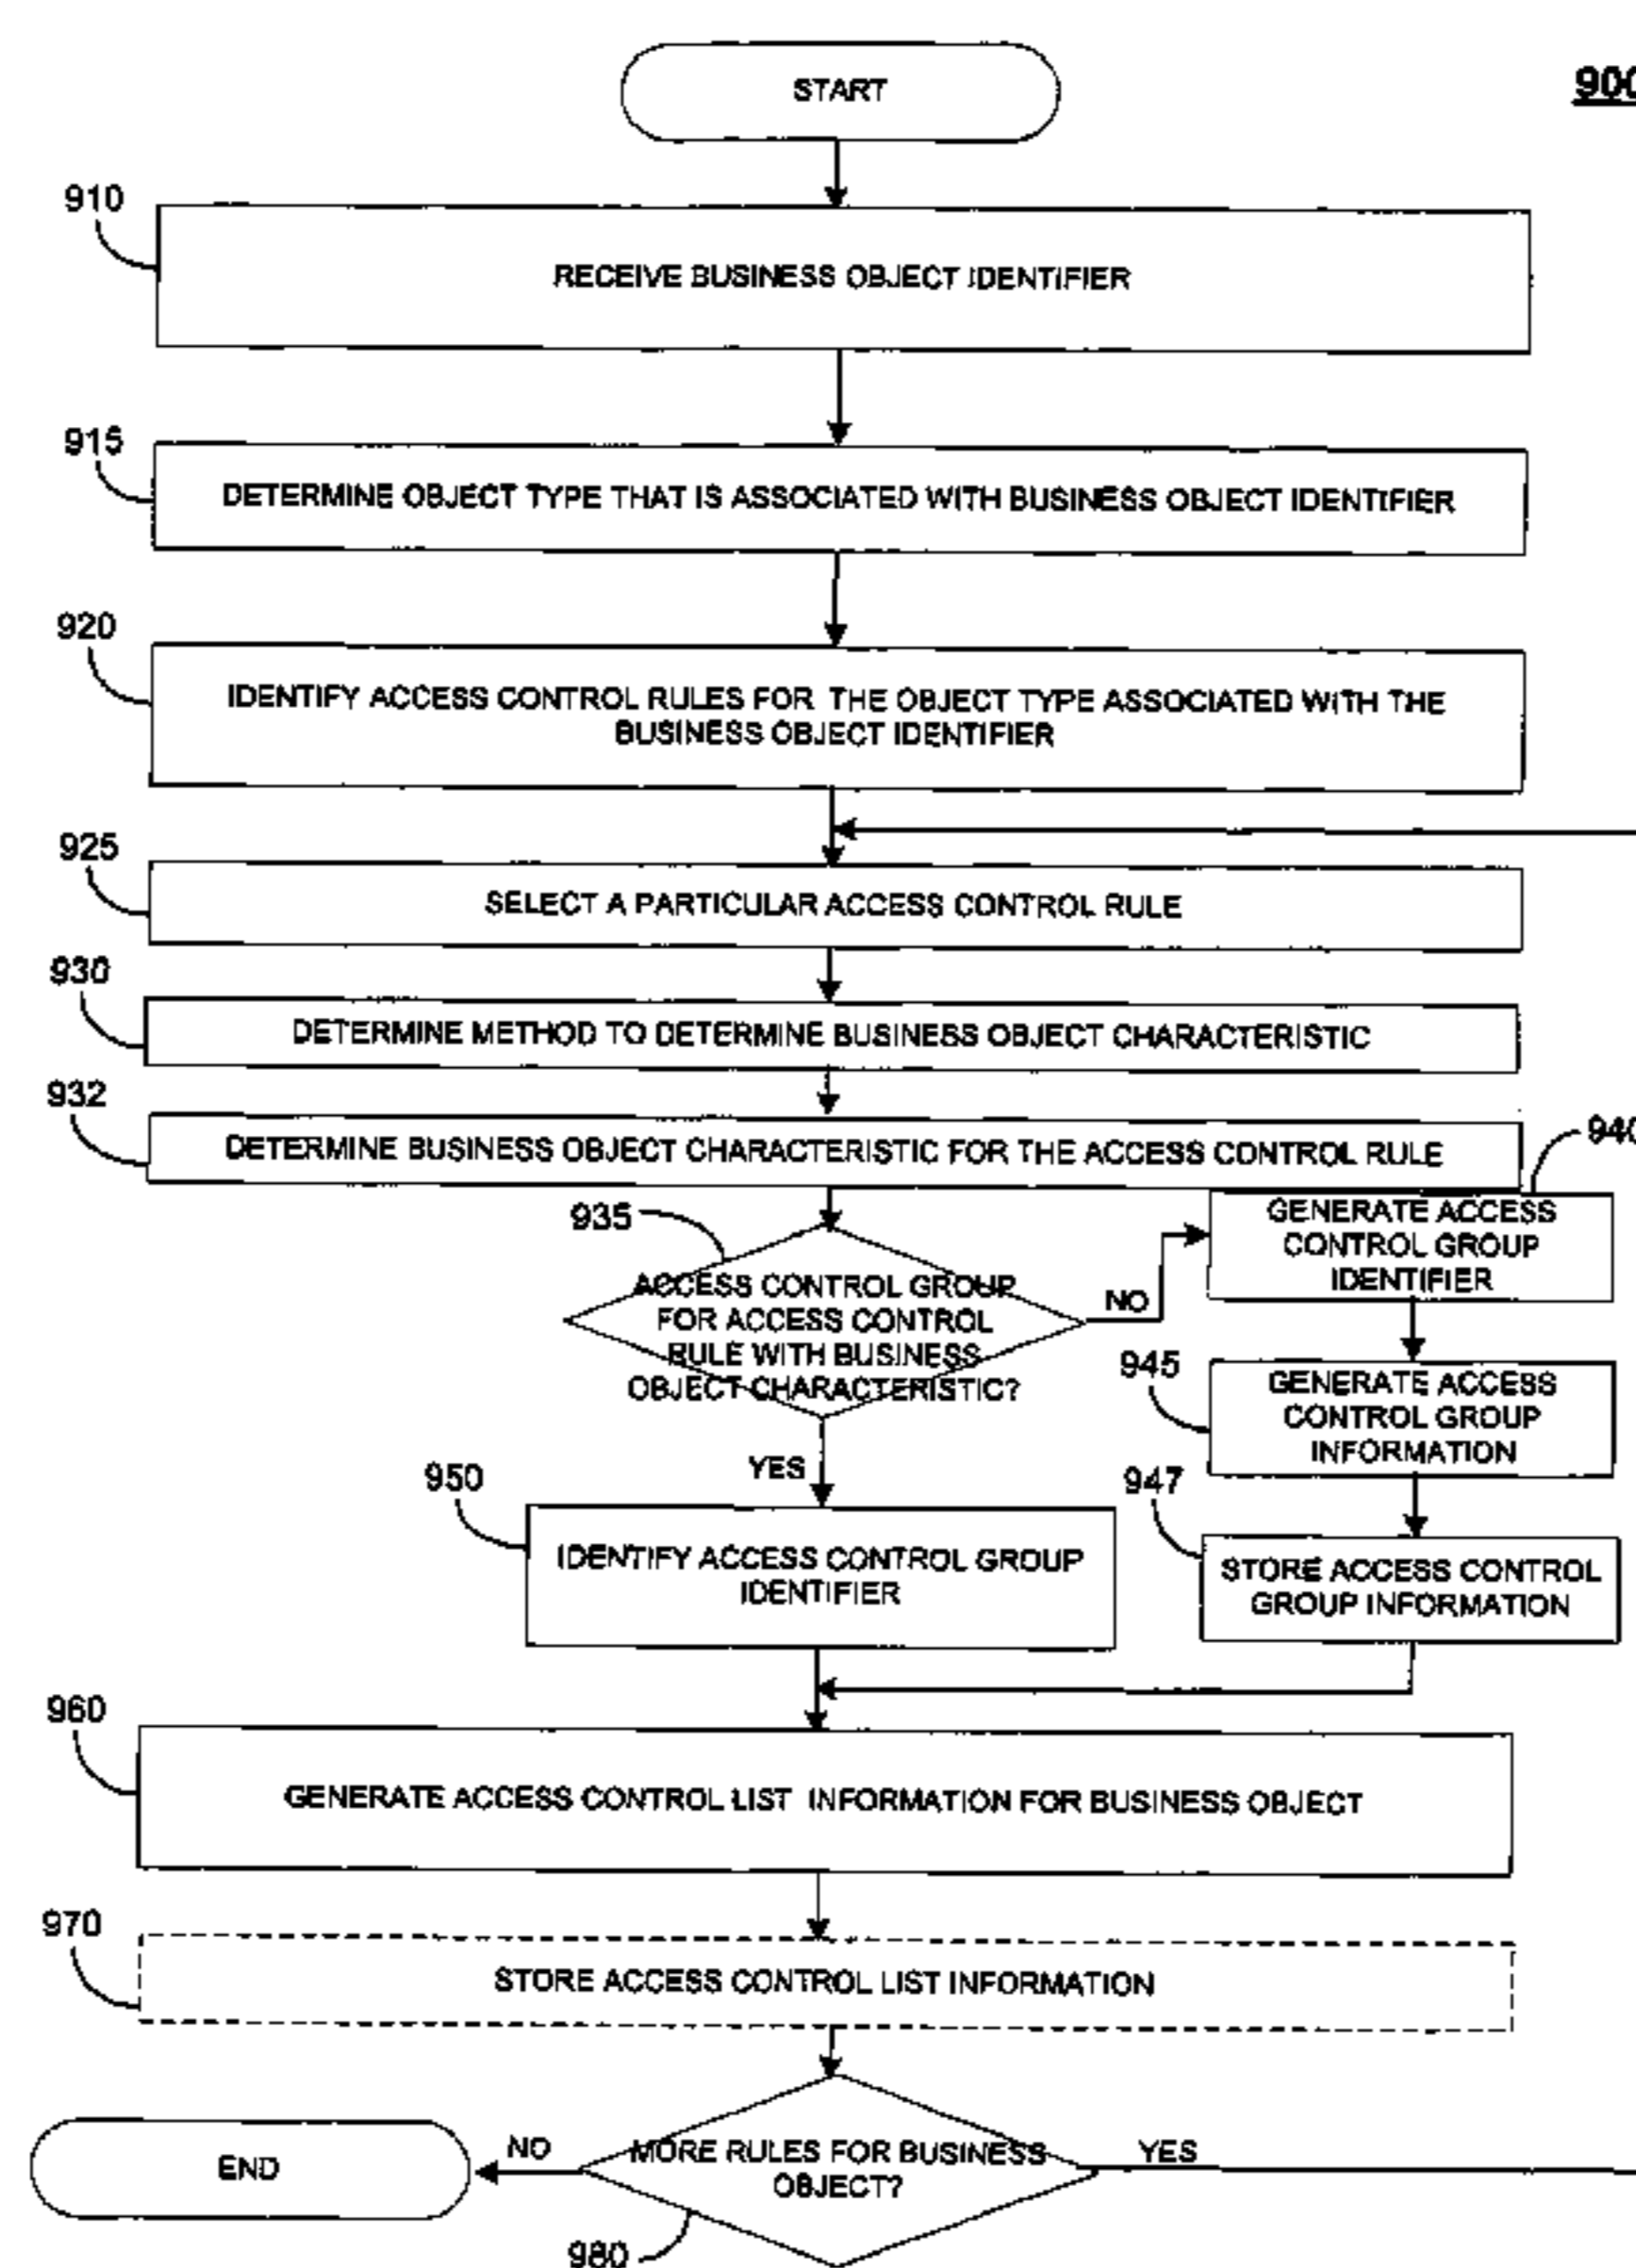 START
900
910
RECEIVE BUSINESS OBJECT IDENTIFIER
915
DETERMINE OBJECT TYPE THAT IS ASSOCIATED WITH BUSINESS OBJECT IDENTIFIER
920
IDENTIFY ACCESS CONTROL RULES FOR THE OBJECT TYPE ASSOCIATED WITH THE
BUSINESS OBJECT IDENTIFIER
925
SELECT A PARTICULAR ACCESS CONTROL RULE
930
DETERMINE METHOD TO DETERMINE BUSINESS OBJECT CHARACTERISTIC
932
DETERMINE BUSINESS OBJECT CHARACTERISTIC FOR THE ACCESS CONTROL RULE
935
ACCESS CONTROL GROUP
FOR ACCESS CONTROL
RULE WITH BUSINESS
OBJECT CHARACTERISTIC?
NO
940
GENERATE ACCESS
CONTROL GROUP
IDENTIFIER
945
GENERATE ACCESS
CONTROL GROUP
INFORMATION
947
STORE ACCESS CONTROL
GROUP INFORMATION
YES
950
IDENTIFY ACCESS CONTROL GROUP
IDENTIFIER
960
GENERATE ACCESS CONTROL LIST INFORMATION FOR BUSINESS OBJECT
970
STORE ACCESS CONTROL LIST INFORMATION
MORE RULES FOR BUSINESS
OBJECT?
NO
YES
END
980